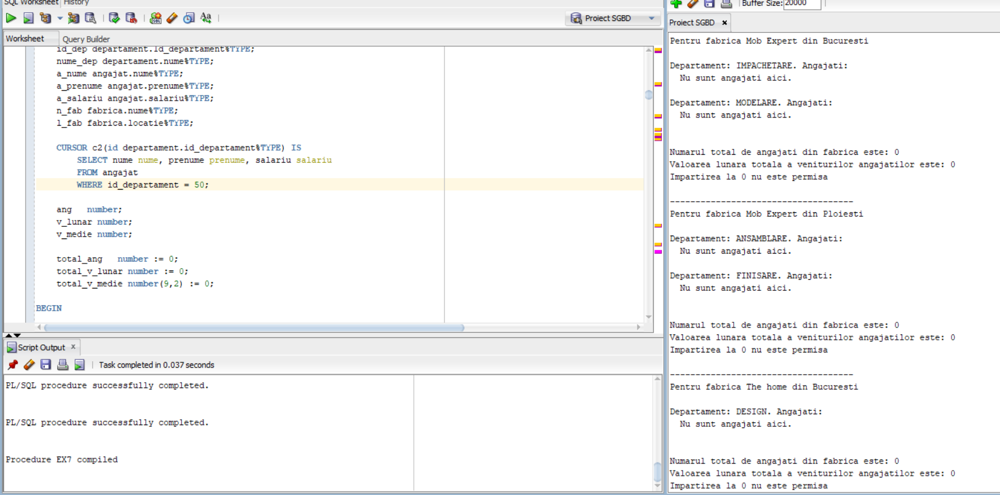 SQL Worksheet History
Proiect SGBD
Worksheet Query Builder
id_dep departament.id_departament%TYPE;
nume_dep departament.nume%TYPE;
a_nume angajat.nume%TYPE;
a_prenume angajat.prenume%TYPE;
a_salariu angajat.salariu%TYPE;
n_fab fabrica.nume%TYPE;
l_fab fabrica.locatie%TYPE;
CURSOR c2(id departament.id_departament%TYPE) IS
SELECT nume nume, prenume prenume, salariu salariu
FROM angajat
WHERE id_departament = 50;
ang number;
v_lunar number;
v_medie number;
total_ang number := 0;
total_v_lunar number := 0;
total_v_medie number(9,2) := 0;
BEGIN
Script Output x
Task completed in 0.037 seconds
PL/SQL procedure successfully completed.
PL/SQL procedure successfully completed.
Procedure EX7 compiled
Buffer Size: 20000
Proiect SGBD x
Pentru fabrica Mob Expert din Bucuresti
Departament: IMPACHETARE. Angajati:
Nu sunt angajati aici.
Departament: MODELARE. Angajati:
Nu sunt angajati aici.
Numarul total de angajati din fabrica este: 0
Valoarea lunara totala a veniturilor angajatilor este: 0
Impartirea la 0 nu este permisa
------------------------------------
Pentru fabrica Mob Expert din Ploiesti
Departament: ANSAMBLARE. Angajati:
Nu sunt angajati aici.
Departament: FINISARE. Angajati:
Nu sunt angajati aici.
Numarul total de angajati din fabrica este: 0
Valoarea lunara totala a veniturilor angajatilor este: 0
Impartirea la 0 nu este permisa
------------------------------------
Pentru fabrica The home din Bucuresti
Departament: DESIGN. Angajati:
Nu sunt angajati aici.
Numarul total de angajati din fabrica este: 0
Valoarea lunara totala a veniturilor angajatilor este: 0
Impartirea la 0 nu este permisa